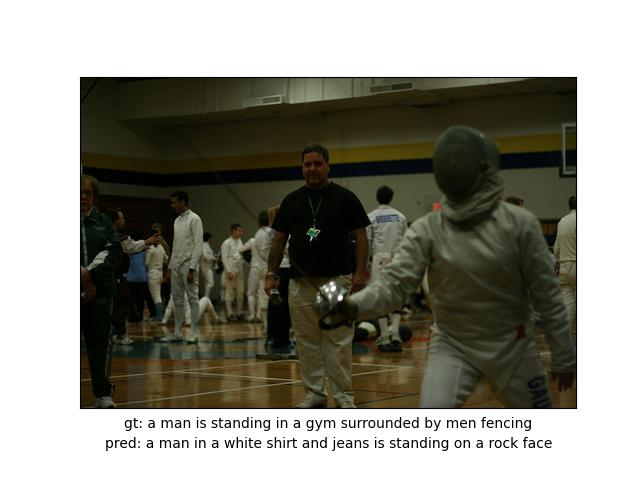 gt: a man is standing in a gym surrounded by men fencing
pred: a man in a white shirt and jeans is standing on a rock face